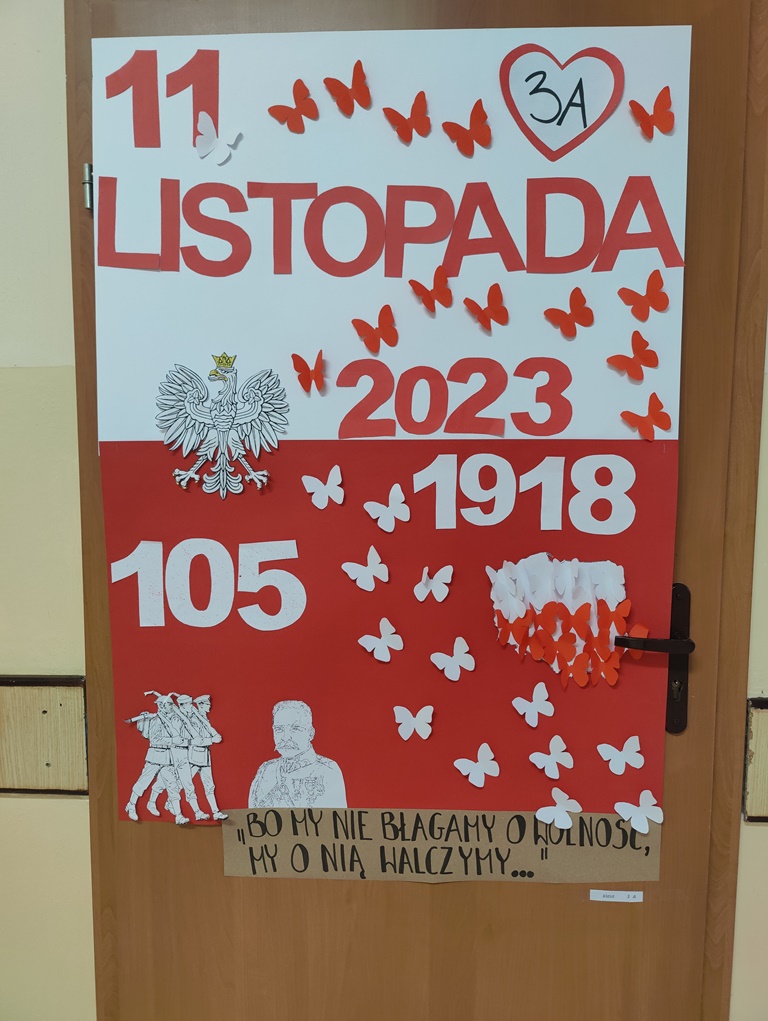 11
3A
LISTOPADA
2023
1918
105
„BO MY NIE BŁAGAMY O WOLNOŚĆ,
MY O NIĄ WALCZYMY..."